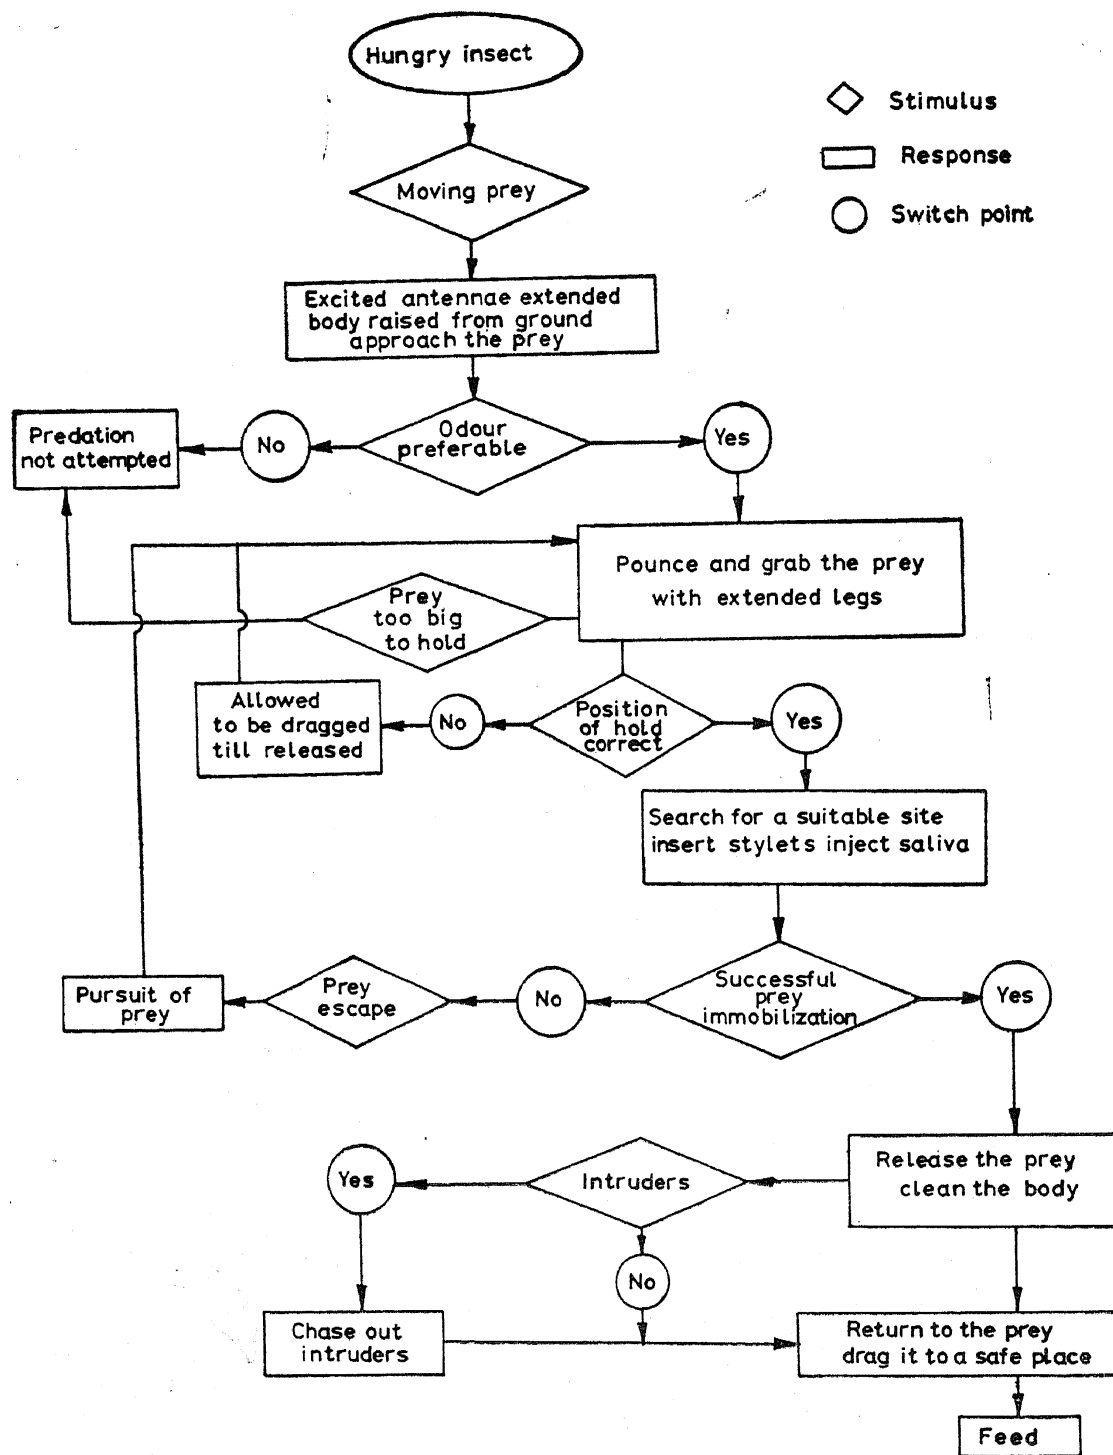 Hungry insect
Stimulus
Response
Switch point
Moving prey
Excited antennae extended
body raised from ground
approach the prey
Predation
not attempted
No
Odour
preferable
Yes
Pounce and grab the prey
with extended legs
Prey
too big
to hold
Allowed
to be dragged
till released
No
Position
of hold
correct
Yes
Search for a suitable site
insert stylets inject saliva
Pursuit of
prey
Prey
escape
No
Successful
prey
immobilization
Yes
Yes
Intruders
Release the prey
clean the body
No
Chase out
intruders
Return to the prey
drag it to a safe place
Feed